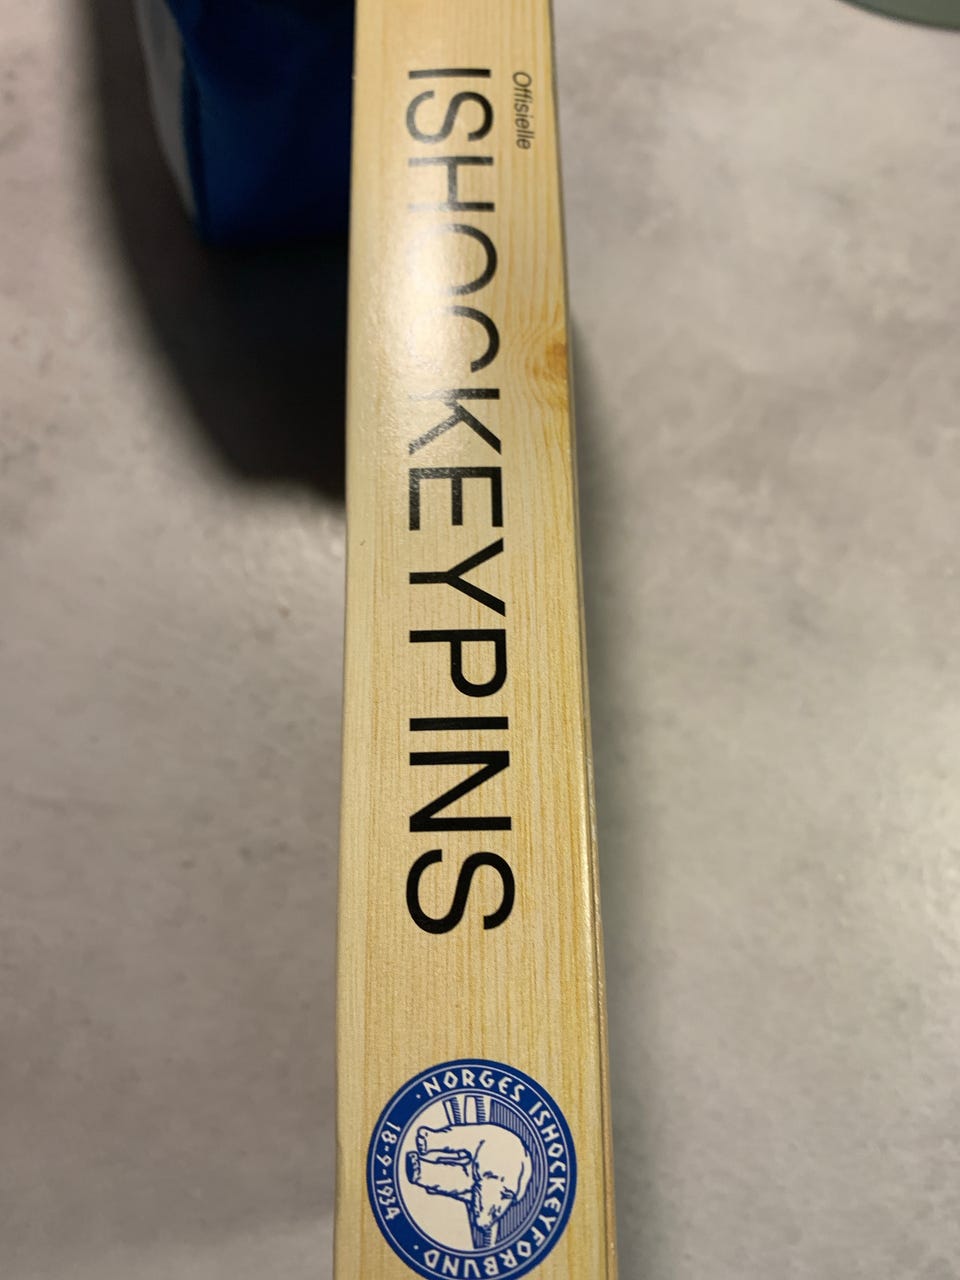 Offisielle
ISHOCKEYPINS
· NORGES ISHOCKEYFORBUND ·
18-9-1934